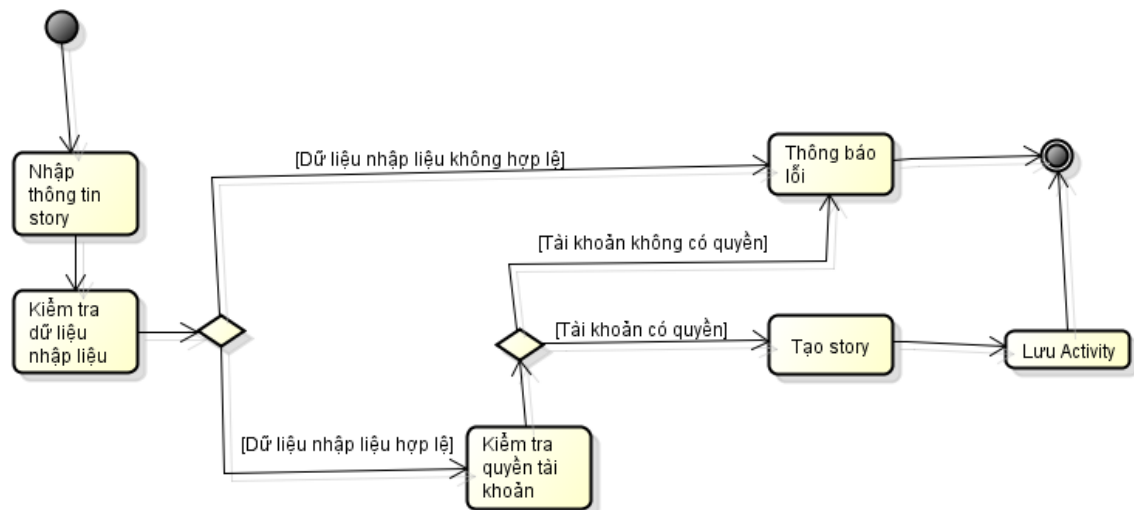 Nhập
thông tin
story
Kiểm tra
dữ liệu
nhập liệu
[Dữ liệu nhập liệu không hợp lệ]
Thông báo
lỗi
[Tài khoản không có quyền]
[Tài khoản có quyền]
Tạo story
Lưu Activity
[Dữ liệu nhập liệu hợp lệ]
Kiểm tra
quyền tài
khoản